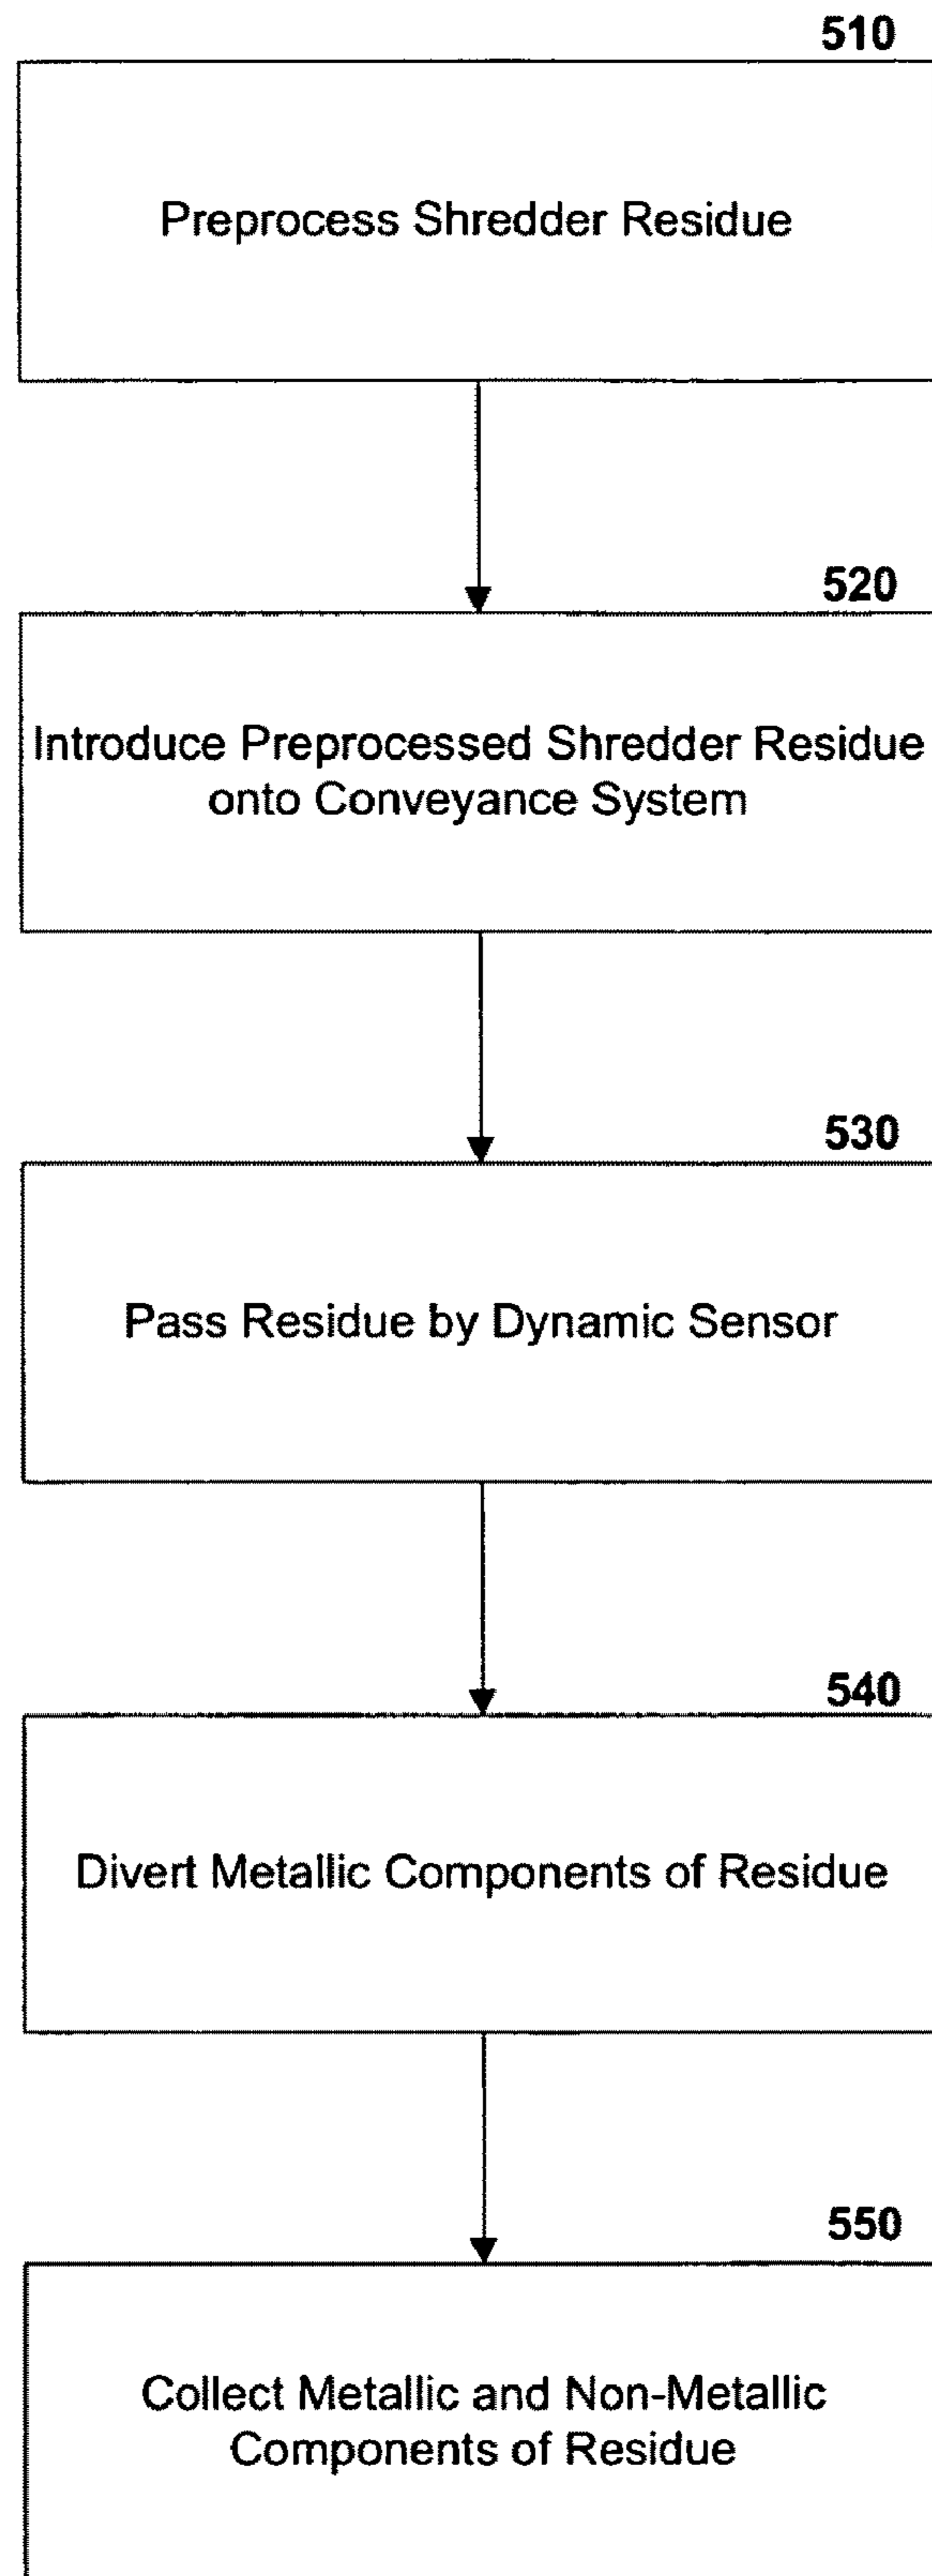 510
Preprocess Shredder Residue
520
Introduce Preprocessed Shredder Residue
onto Conveyance System
530
Pass Residue by Dynamic Sensor
540
Divert Metallic Components of Residue
550
Collect Metallic and Non-Metallic
Components of Residue